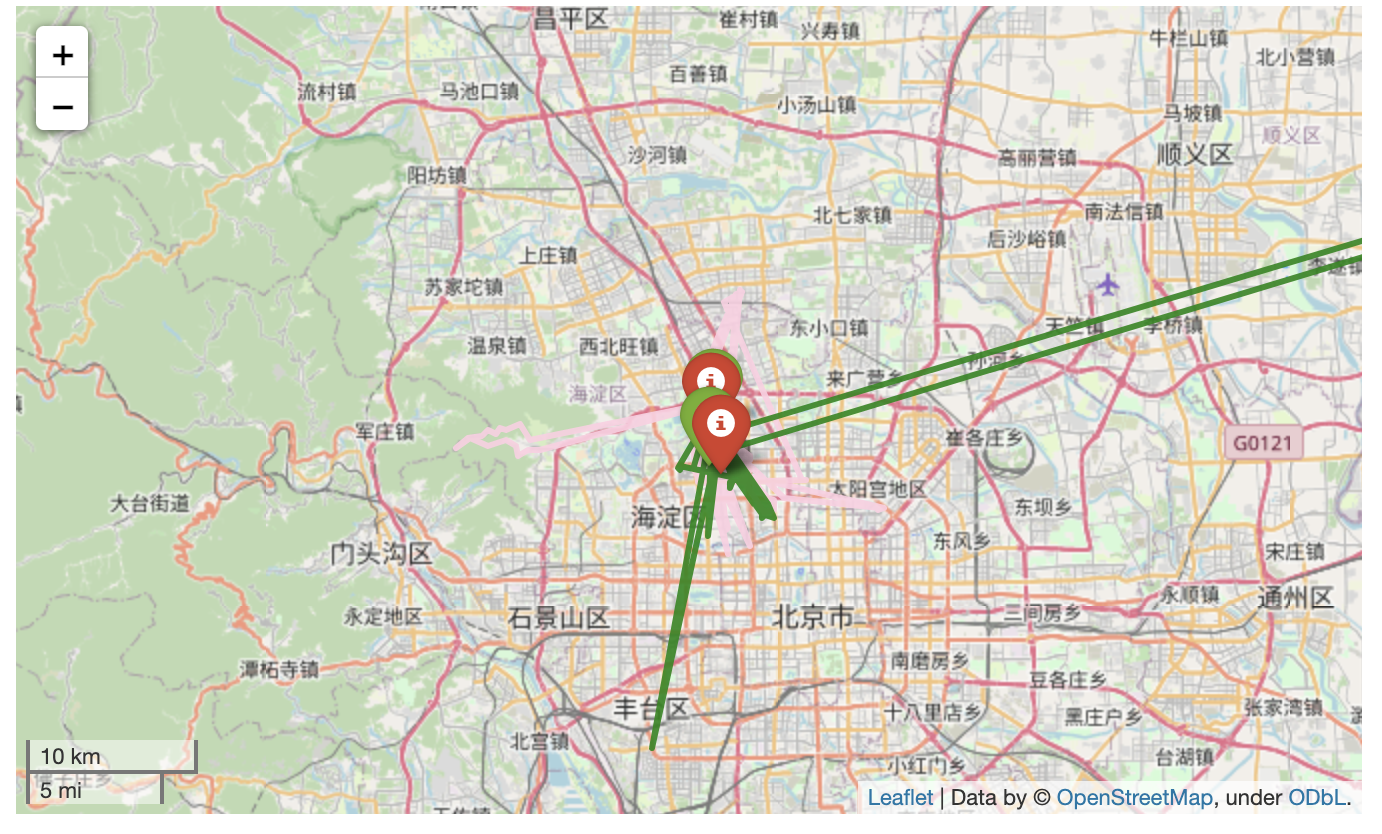 昌平区
崔村镇
兴寿镇
牛栏山镇
北小营镇
+
−
流村镇
马池口镇
百善镇
小汤山镇
马坡镇
顺义区
阳坊镇
沙河镇
高丽营镇
顺义区
北七家镇
南法信镇
上庄镇
后沙峪镇
苏家坨镇
温泉镇
西北旺镇
东小口镇
天竺镇
李桥镇
孙河乡
海淀区
来广营乡
军庄镇
崔各庄乡
G0121
大台街道
海淀区
太阳宫地区
东坝乡
门头沟区
东风乡
宋庄镇
永定地区
石景山区
北京市
三间房乡
永顺镇
通州区
潭柘寺镇
南磨房乡
豆各庄乡
丰台区
北宫镇
十八里店乡
黑庄户乡
张家湾镇
小红门乡
台湖镇
10 km
5 mi
Leaflet | Data by © OpenStreetMap, under ODbL.